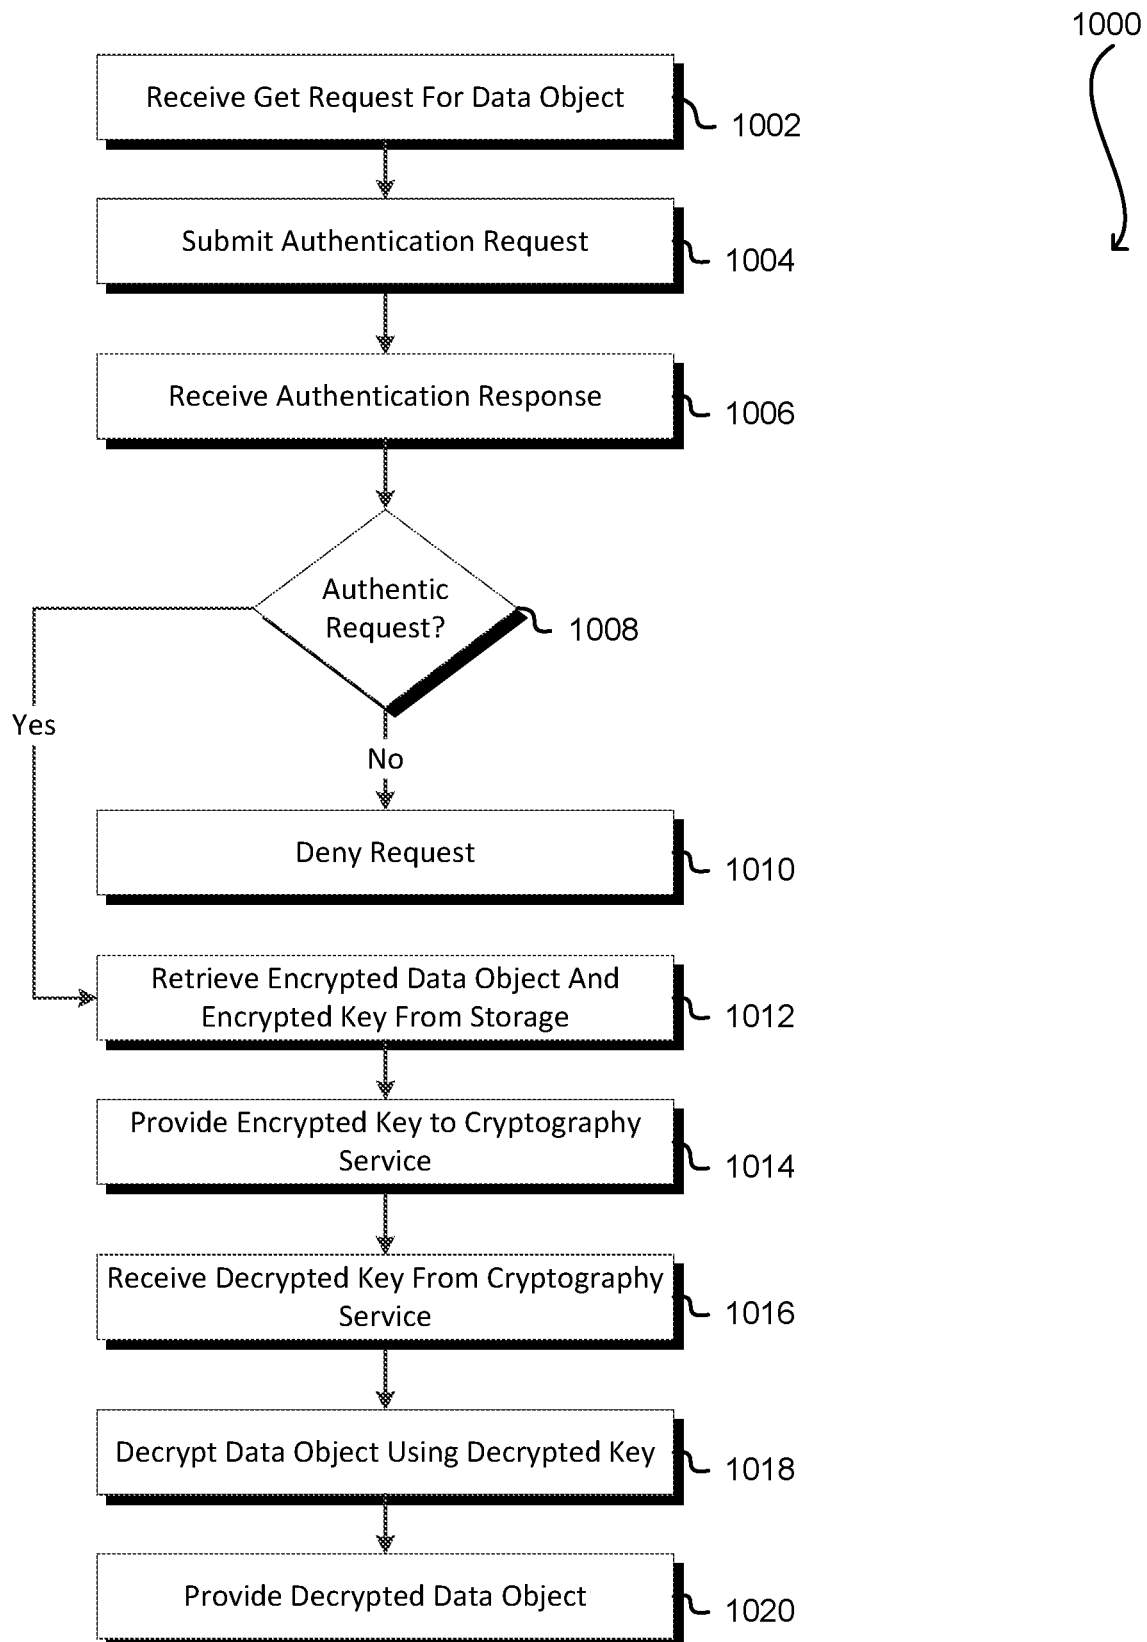 1000
Receive Get Request For Data Object
1002
Submit Authentication Request
1004
Receive Authentication Response
1006
Authentic
Request?
1008
Yes
No
Deny Request
1010
Retrieve Encrypted Data Object And
Encrypted Key From Storage
1012
Provide Encrypted Key to Cryptography
Service
1014
Receive Decrypted Key From Cryptography
Service
1016
Decrypt Data Object Using Decrypted Key
1018
Provide Decrypted Data Object
1020